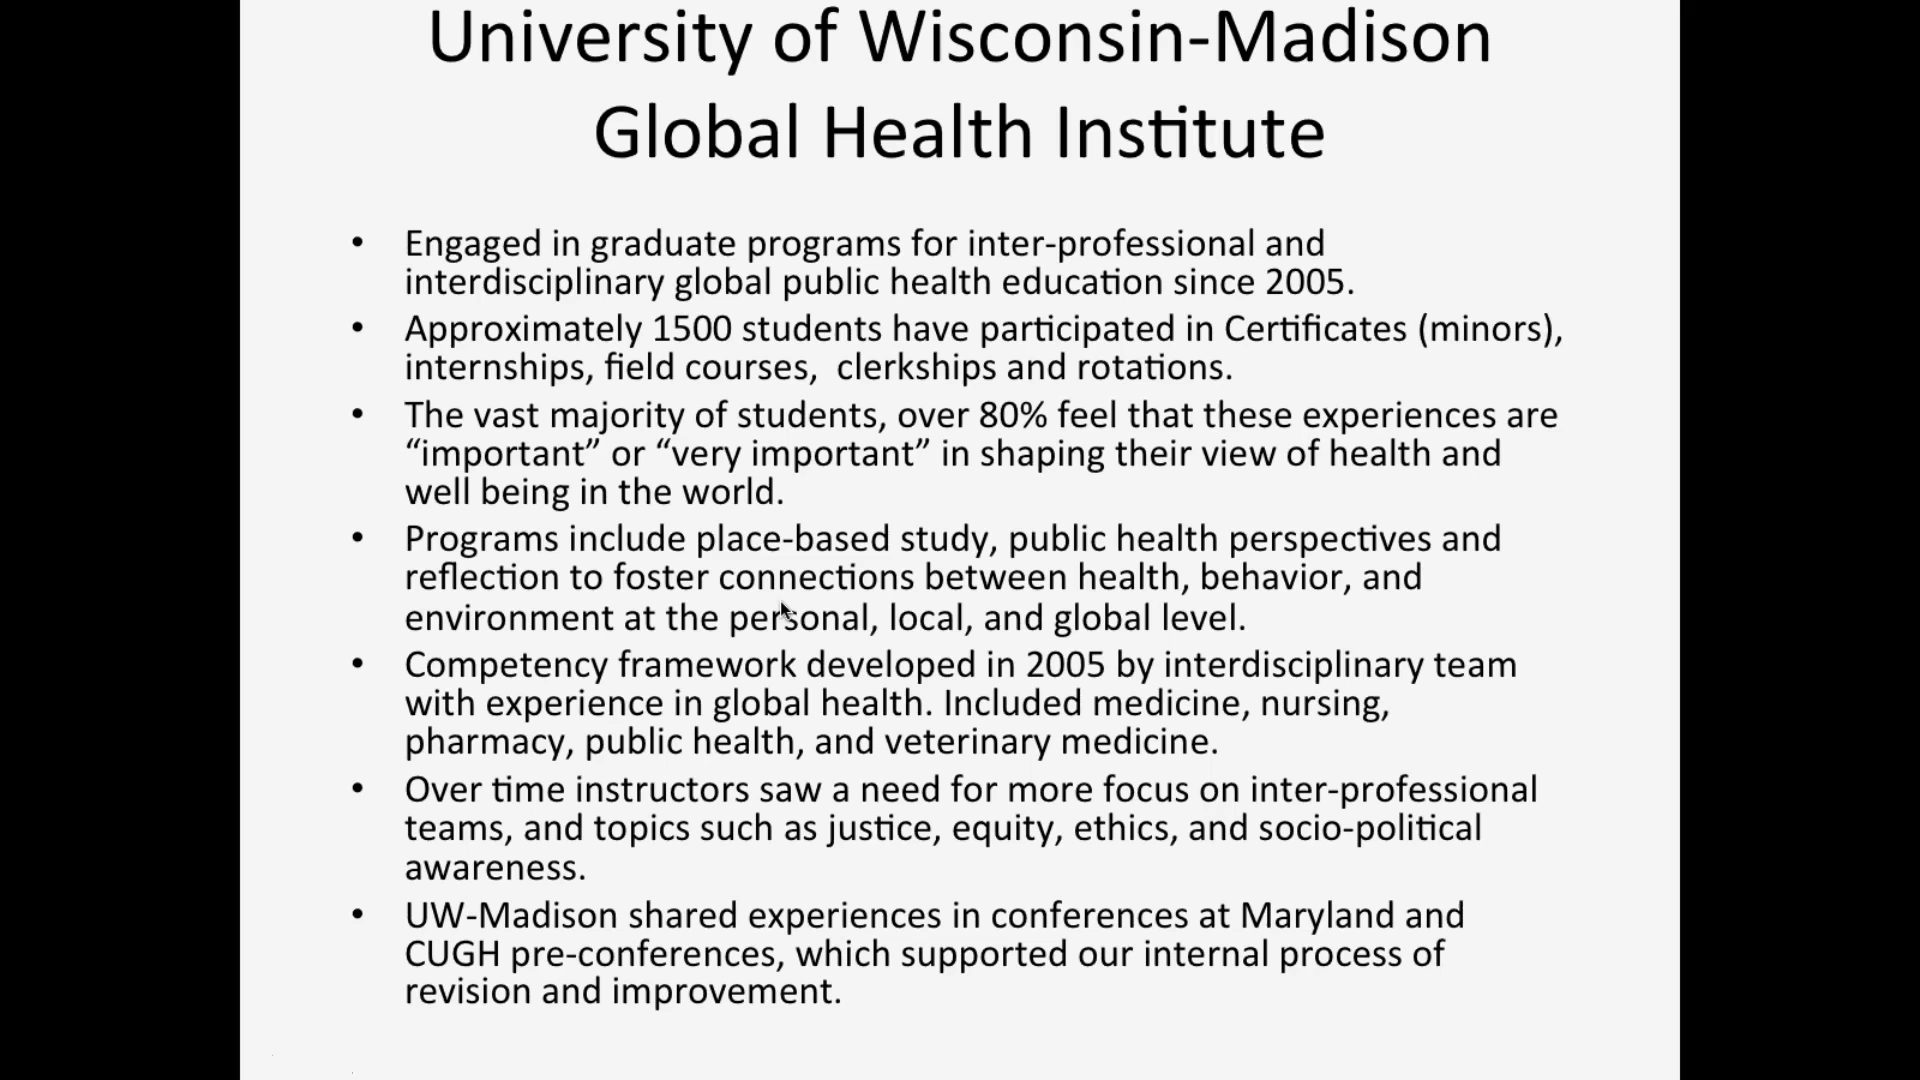 University of Wisconsin-Madison
Global Health Institute
• Engaged in graduate programs for inter-professional and
interdisciplinary global public health education since 2005.
• Approximately 1500 students have participated in Certificates (minors),
internships, field courses,  clerkships and rotations.
• The vast majority of students, over 80% feel that these experiences are
“important” or “very important” in shaping their view of health and
well being in the world.
• Programs include place-based study, public health perspectives and
reflection to foster connections between health, behavior, and
environment at the personal, local, and global level.
• Competency framework developed in 2005 by interdisciplinary team
with experience in global health. Included medicine, nursing,
pharmacy, public health, and veterinary medicine.
• Over time instructors saw a need for more focus on inter-professional
teams, and topics such as justice, equity, ethics, and socio-political
awareness.
• UW-Madison shared experiences in conferences at Maryland and
CUGH pre-conferences, which supported our internal process of
revision and improvement.